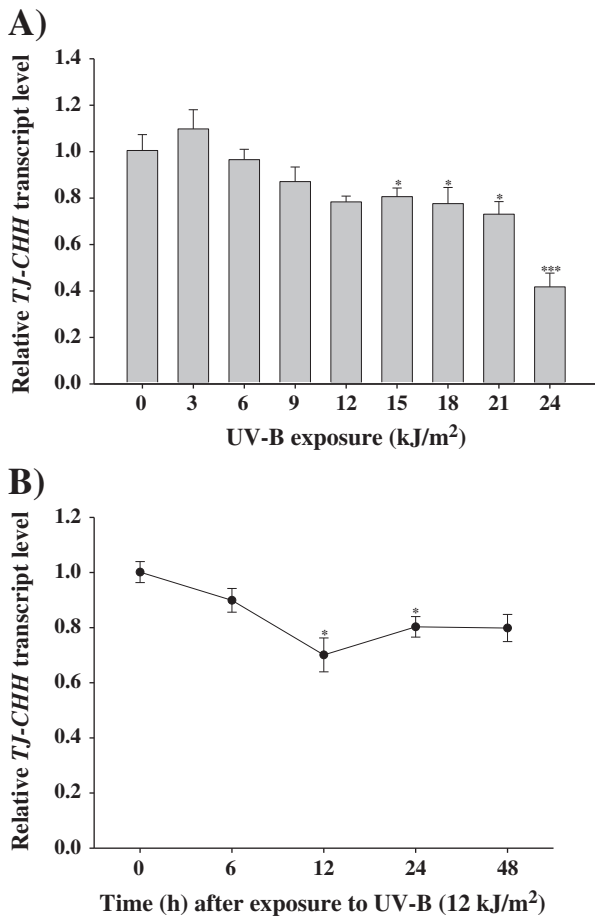 A)
Relative TJ-CHH transcript level
1.4
1.2
1.0
0.8
0.6
0.4
0.2
0.0
* * * ***
0 3 6 9 12 15 18 21 24
UV-B exposure (kJ/m²)
B)
Relative TJ-CHH transcript level
1.2
1.0
0.8
0.6
0.4
0.2
0.0
* *
0 6 12 24 48
Time (h) after exposure to UV-B (12 kJ/m²)